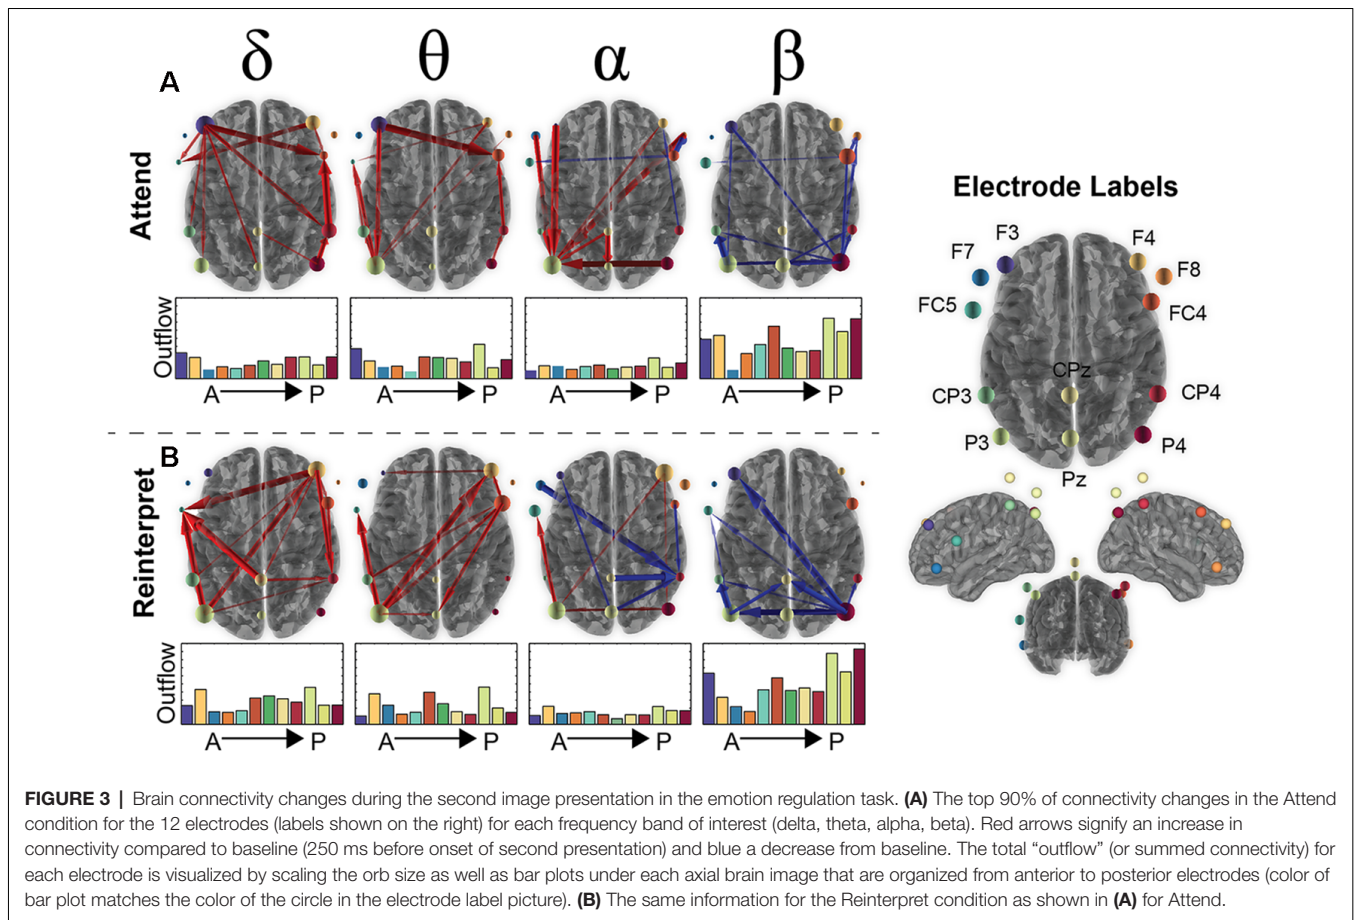 δ θ α β
A
Attend
Outflow
A P A P A P A P
B
Reinterpret
Outflow
A P A P A P A P
Electrode Labels
F7 F3 F4 F8
FC5 FC4
CPz
CP3 CP4
P3 P4
Pz
FIGURE 3 | Brain connectivity changes during the second image presentation in the emotion regulation task. (A) The top 90% of connectivity changes in the Attend
condition for the 12 electrodes (labels shown on the right) for each frequency band of interest (delta, theta, alpha, beta). Red arrows signify an increase in
connectivity compared to baseline (250 ms before onset of second presentation) and blue a decrease from baseline. The total “outflow” (or summed connectivity) for
each electrode is visualized by scaling the orb size as well as bar plots under each axial brain image that are organized from anterior to posterior electrodes (color of
bar plot matches the color of the circle in the electrode label picture). (B) The same information for the Reinterpret condition as shown in (A) for Attend.